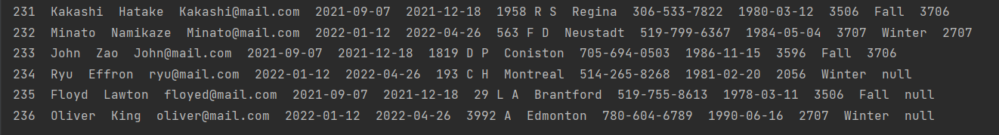 231  Kakashi  Hatake  Kakashi@mail.com  2021-09-07  2021-12-18  1958 R S  Regina  306-533-7822  1980-03-12  3506  Fall  3706
232  Minato  Namikaze  Minato@mail.com  2022-01-12  2022-04-26  563 F D  Neustadt  519-799-6367  1984-05-04  3707  Winter  2707
233  John  Zao  John@mail.com  2021-09-07  2021-12-18  1819 D P  Coniston  705-694-0503  1986-11-15  3596  Fall  3706
234  Ryu  Effron  ryu@mail.com  2022-01-12  2022-04-26  193 C H  Montreal  514-265-8268  1981-02-20  2056  Winter  null
235  Floyd  Lawton  floyed@mail.com  2021-09-07  2021-12-18  29 L A  Brantford  519-755-8613  1978-03-11  3506  Fall  null
236  Oliver  King  oliver@mail.com  2022-01-12  2022-04-26  3992 A  Edmonton  780-604-6789  1990-06-16  2707  Winter  null